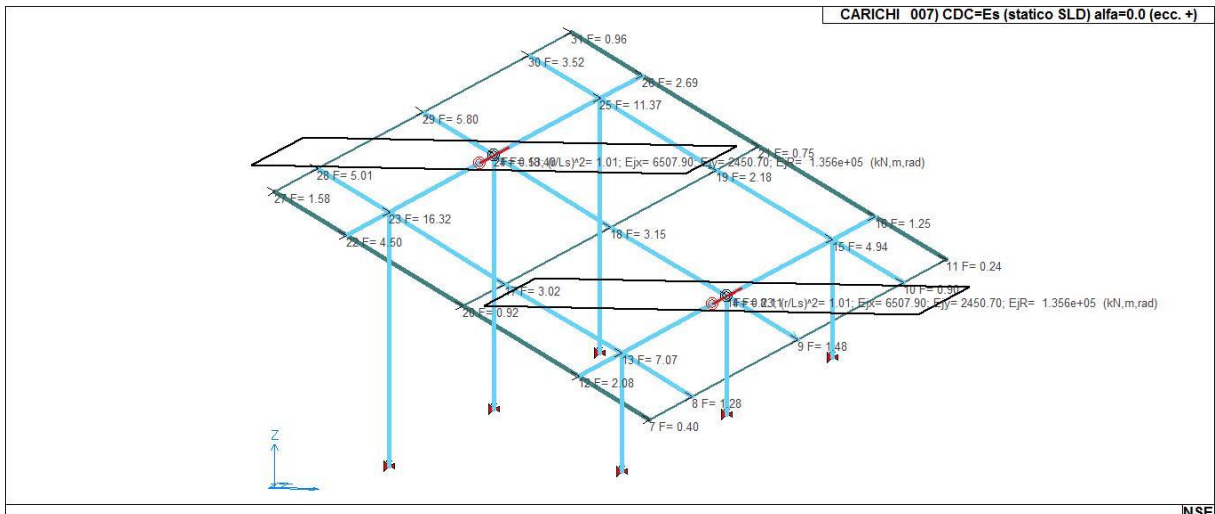 CARICHI 007) CDC=Es (statico SLD) alfa=0.0 (ecc. +)
31 F= 0.96
30 F= 3.52
26 F= 2.69
25 F= 11.37
29 F= 5.80
21 F= 0.75
(r/Ls)^2= 1.01; Ejx= 6507.90; Ejy= 2450.70; EjR= 1.356e+05 (kN,m,rad)
28 F= 5.01
19 F= 2.18
27 F= 1.58
23 F= 16.32
16 F= 1.25
22 F= 4.50
18 F= 3.15
15 F= 4.94
11 F= 0.24
10 F= 0.90
17 F= 3.02
(r/Ls)^2= 1.01; Ejx= 6507.90; Ejy= 2450.70; EjR= 1.356e+05 (kN,m,rad)
20 F= 0.92
9 F= 1.48
13 F= 7.07
12 F= 2.08
8 F= 1.28
7 F= 0.40
Z
NSE